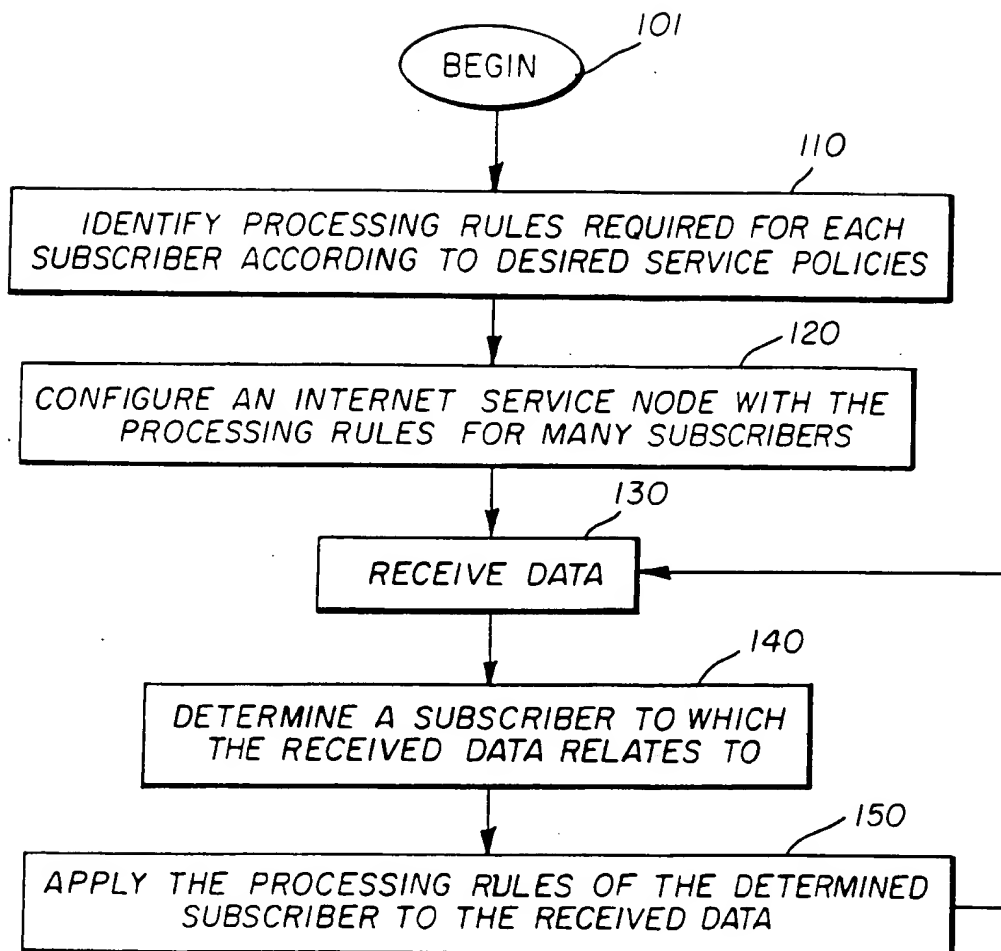 101
BEGIN
110
IDENTIFY PROCESSING RULES REQUIRED FOR EACH
SUBSCRIBER ACCORDING TO DESIRED SERVICE POLICIES
120
CONFIGURE AN INTERNET SERVICE NODE WITH THE
PROCESSING RULES FOR MANY SUBSCRIBERS
130
RECEIVE DATA
140
DETERMINE A SUBSCRIBER TO WHICH
THE RECEIVED DATA RELATES TO
150
APPLY THE PROCESSING RULES OF THE DETERMINED
SUBSCRIBER TO THE RECEIVED DATA